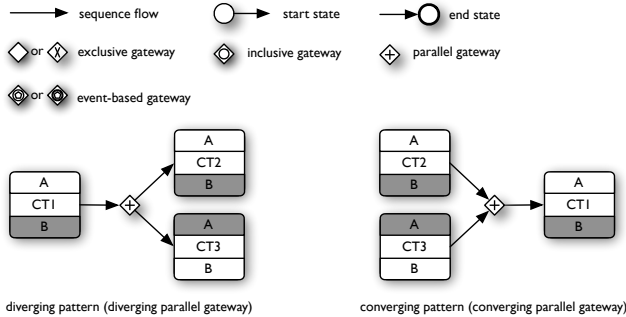 sequence flow
start state
end state
or exclusive gateway
inclusive gateway
parallel gateway
or event-based gateway
A
CT1
B
A
CT2
B
A
CT3
B
A
CT2
B
A
CT3
B
A
CT1
B
diverging pattern (diverging parallel gateway)
converging pattern (converging parallel gateway)